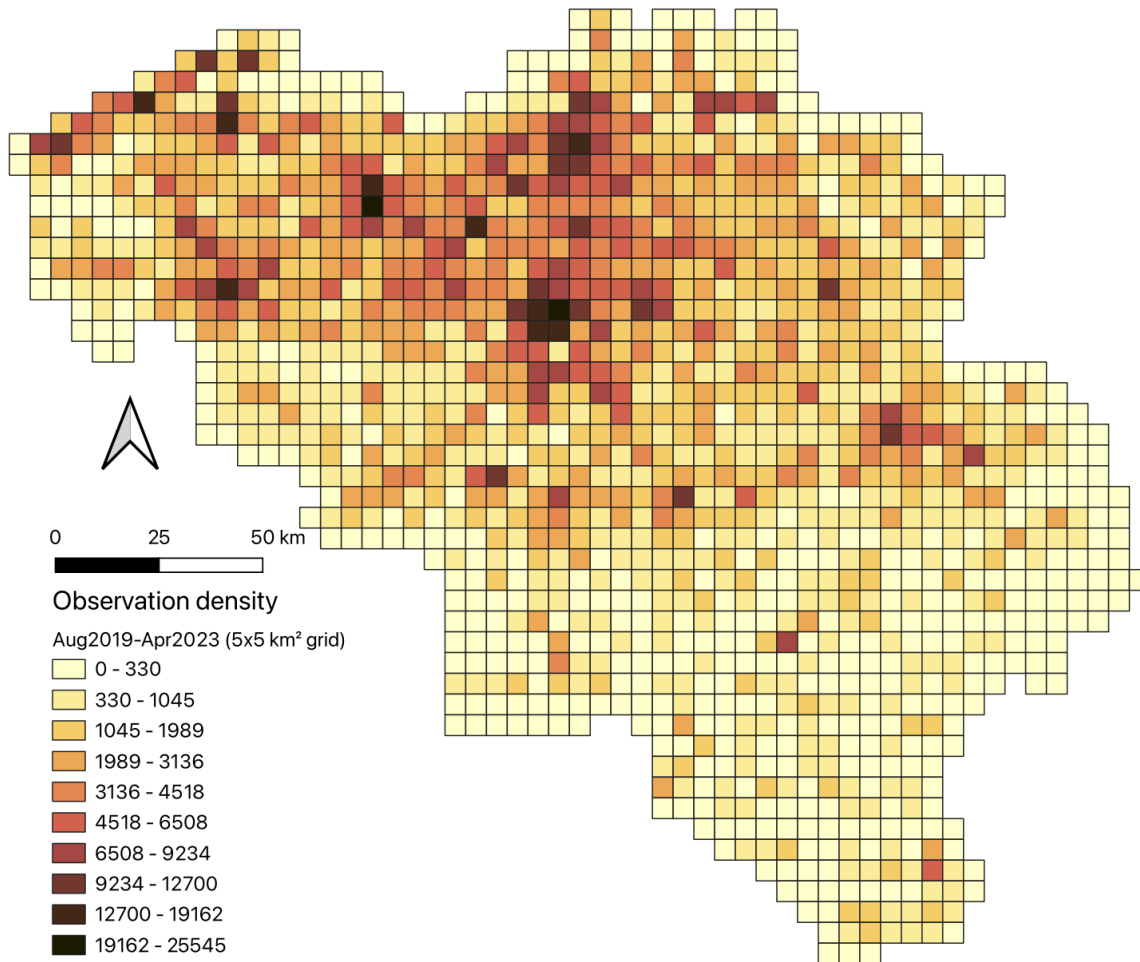 0 25 50 km
Observation density
Aug2019-Apr2023 (5x5 km² grid)
0 - 330
330 - 1045
1045 - 1989
1989 - 3136
3136 - 4518
4518 - 6508
6508 - 9234
9234 - 12700
12700 - 19162
19162 - 25545